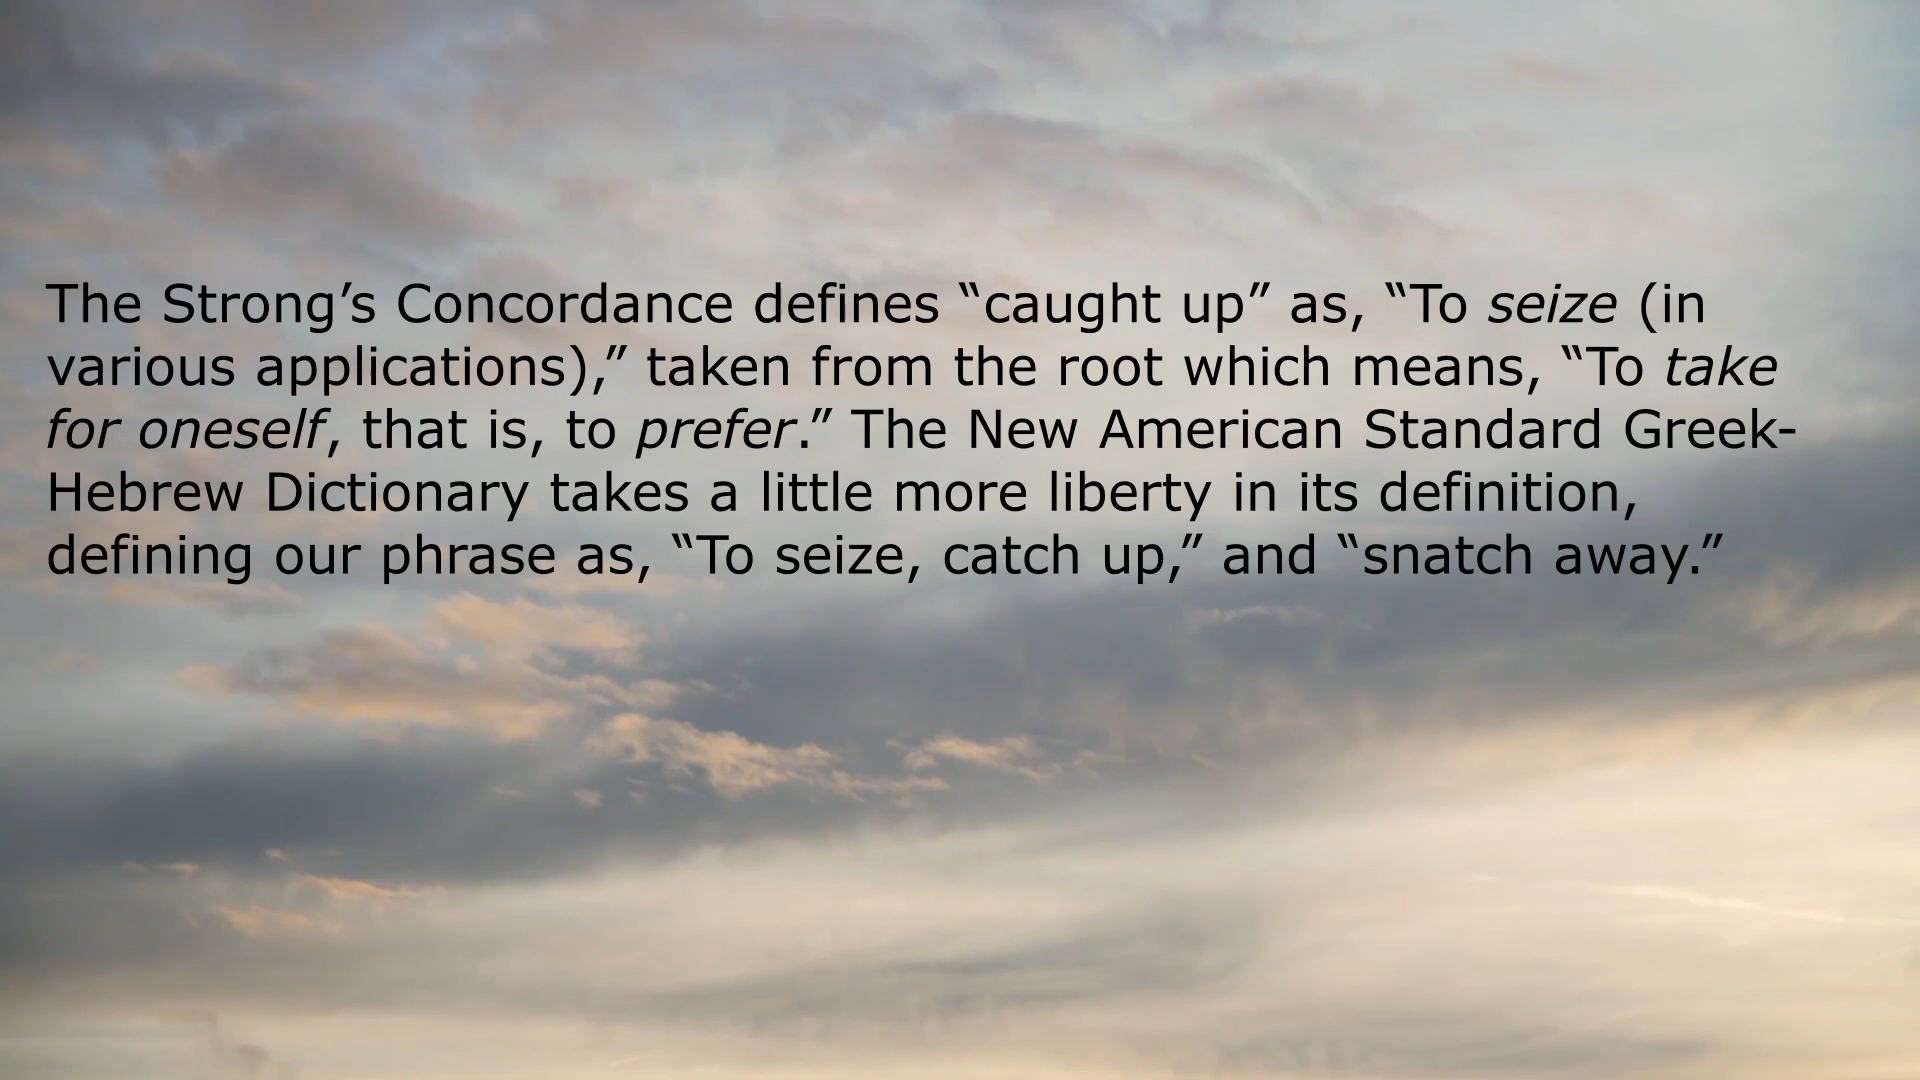 The Strong’s Concordance defines “caught up” as, “To seize (in
various applications),” taken from the root which means, “To take
for oneself, that is, to prefer.” The New American Standard Greek-
Hebrew Dictionary takes a little more liberty in its definition,
defining our phrase as, “To seize, catch up,” and “snatch away.”